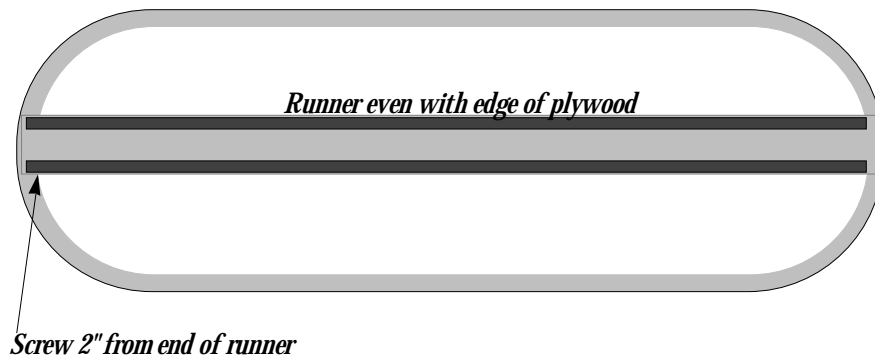 Runner even with edge of plywood
Screw 2" from end of runner